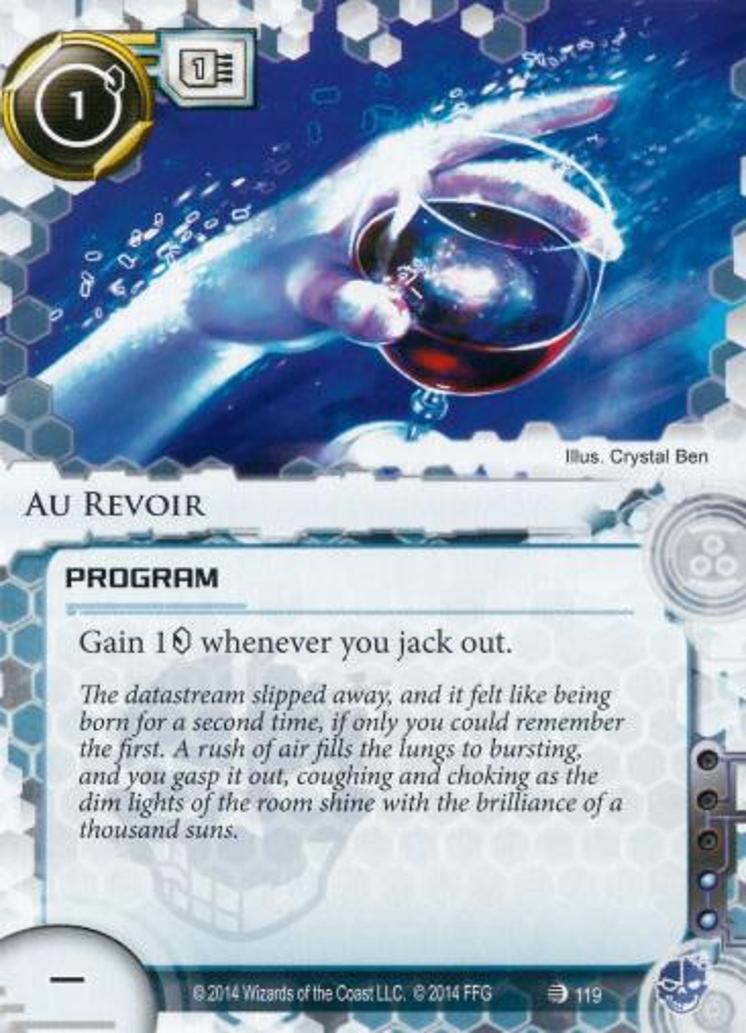 1
1
Illus. Crystal Ben
Au Revoir
PROGRAM
Gain 1 whenever you jack out.
The datastream slipped away, and it felt like being
born for a second time, if only you could remember
the first. A rush of air fills the lungs to bursting,
and you gasp it out, coughing and choking as the
dim lights of the room shine with the brilliance of a
thousand suns.
–
© 2014 Wizards of the Coast LLC. © 2014 FFG 119